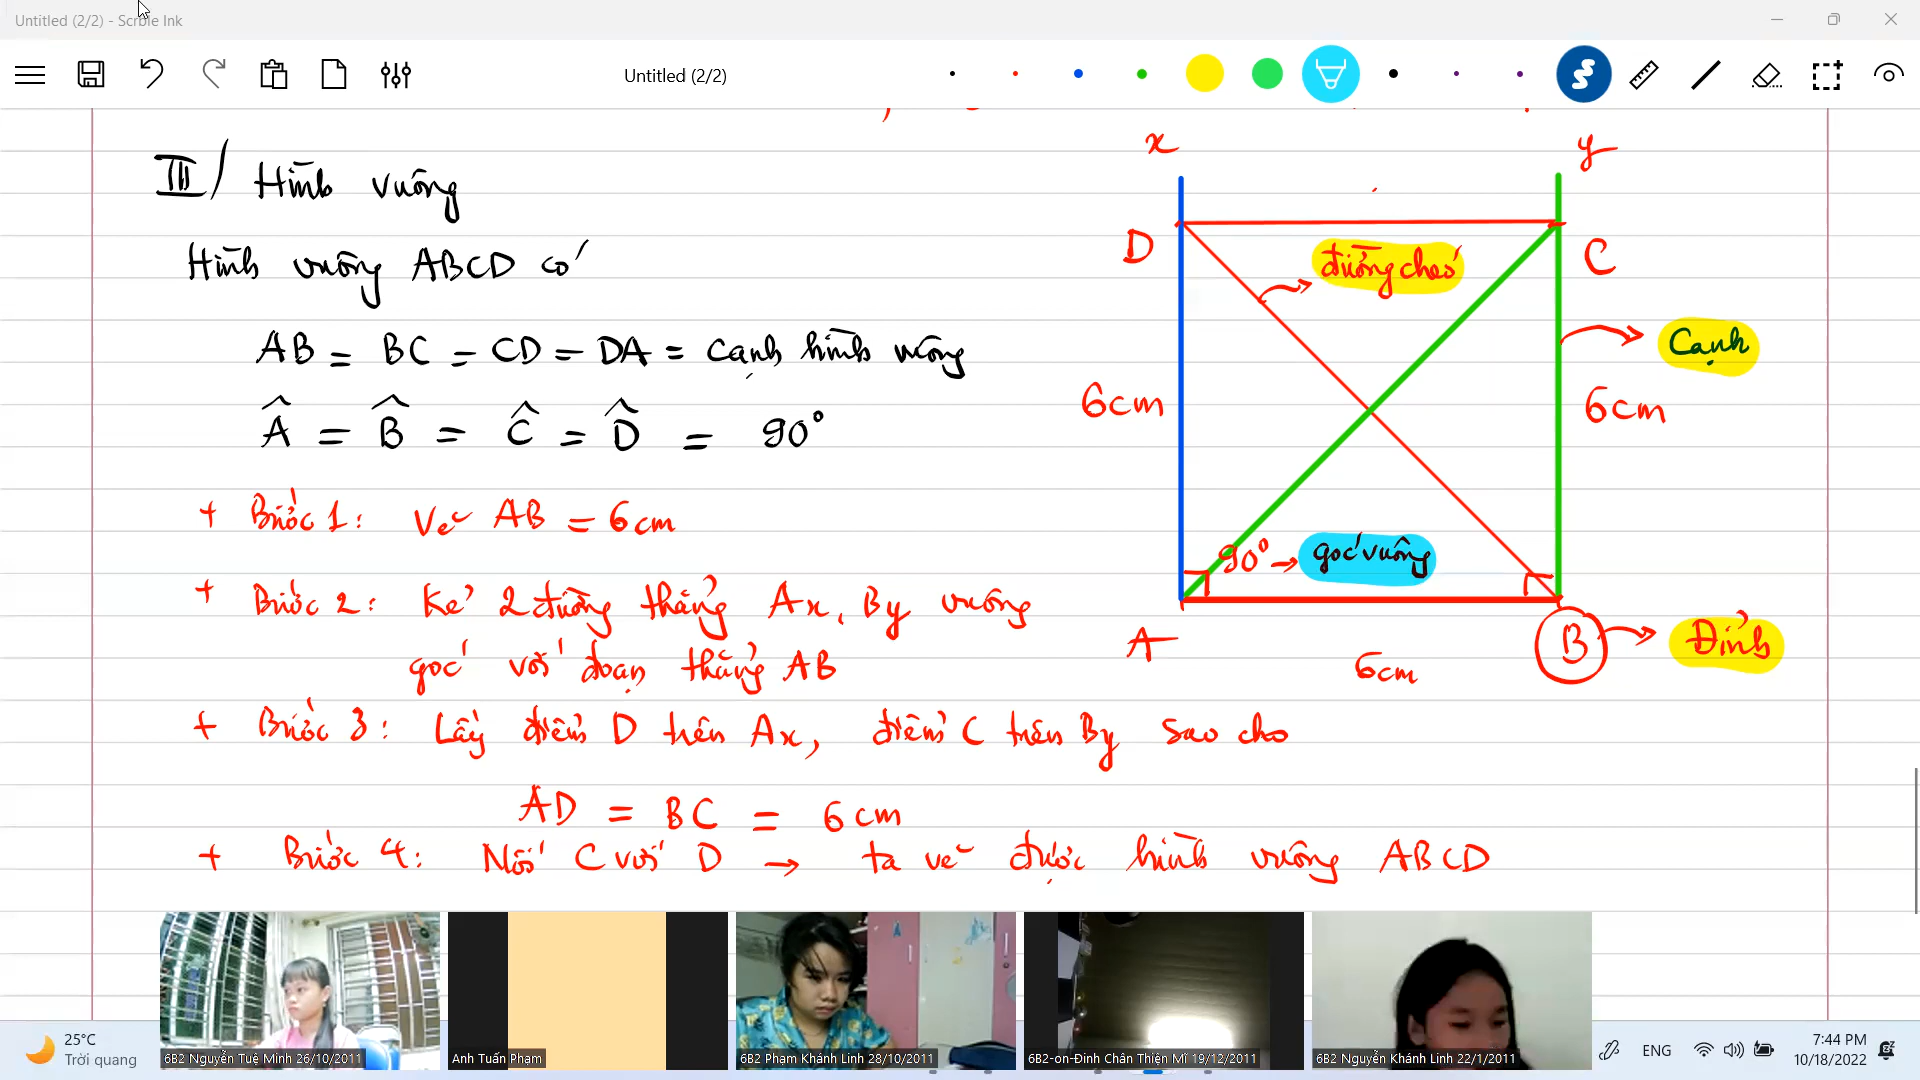 Untitled (2/2) - Scrble Ink
Untitled (2/2)
III/ Hình vuông
Hình vuông ABCD có
AB = BC = CD = DA = cạnh hình vuông
Â = B̂ = Ĉ = D̂ = 90°
+ Bước 1: Vẽ AB = 6cm
+ Bước 2: Kẻ 2 đường thẳng Ax, By vuông
góc với đoạn thẳng AB
+ Bước 3: Lấy điểm D trên Ax, điểm C trên By sao cho
AD = BC = 6 cm
+ Bước 4: Nối C với D → ta vẽ được hình vuông ABCD
x
y
D
C
đường chéo
Cạnh
6cm
6cm
90° → góc vuông
A
B
Đỉnh
6cm
6B2 Nguyễn Tuệ Minh 26/10/2011
Anh Tuấn Phạm
6B2 Phạm Khánh Linh 28/10/2011
6B2-on-Đinh Chân Thiện Mĩ 19/12/2011
6B2 Nguyễn Khánh Linh 22/1/2011
25°C
Trời quang
ENG
7:44 PM
10/18/2022